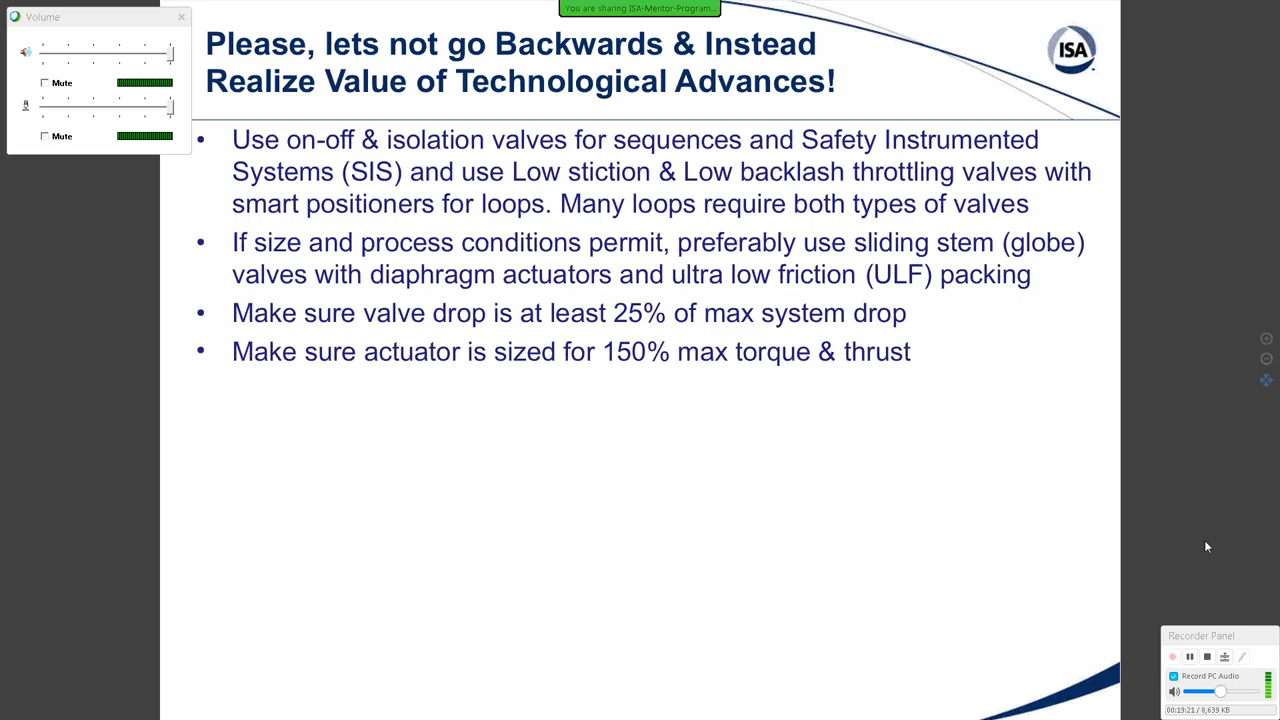 You are sharing ISA-Mentor-Program...
Volume
Mute
Mute
Please, lets not go Backwards & Instead
Realize Value of Technological Advances!
ISA
• Use on-off & isolation valves for sequences and Safety Instrumented
Systems (SIS) and use Low stiction & Low backlash throttling valves with
smart positioners for loops. Many loops require both types of valves
• If size and process conditions permit, preferably use sliding stem (globe)
valves with diaphragm actuators and ultra low friction (ULF) packing
• Make sure valve drop is at least 25% of max system drop
• Make sure actuator is sized for 150% max torque & thrust
Recorder Panel
Record PC Audio
00:19:21 / 8,639 KB